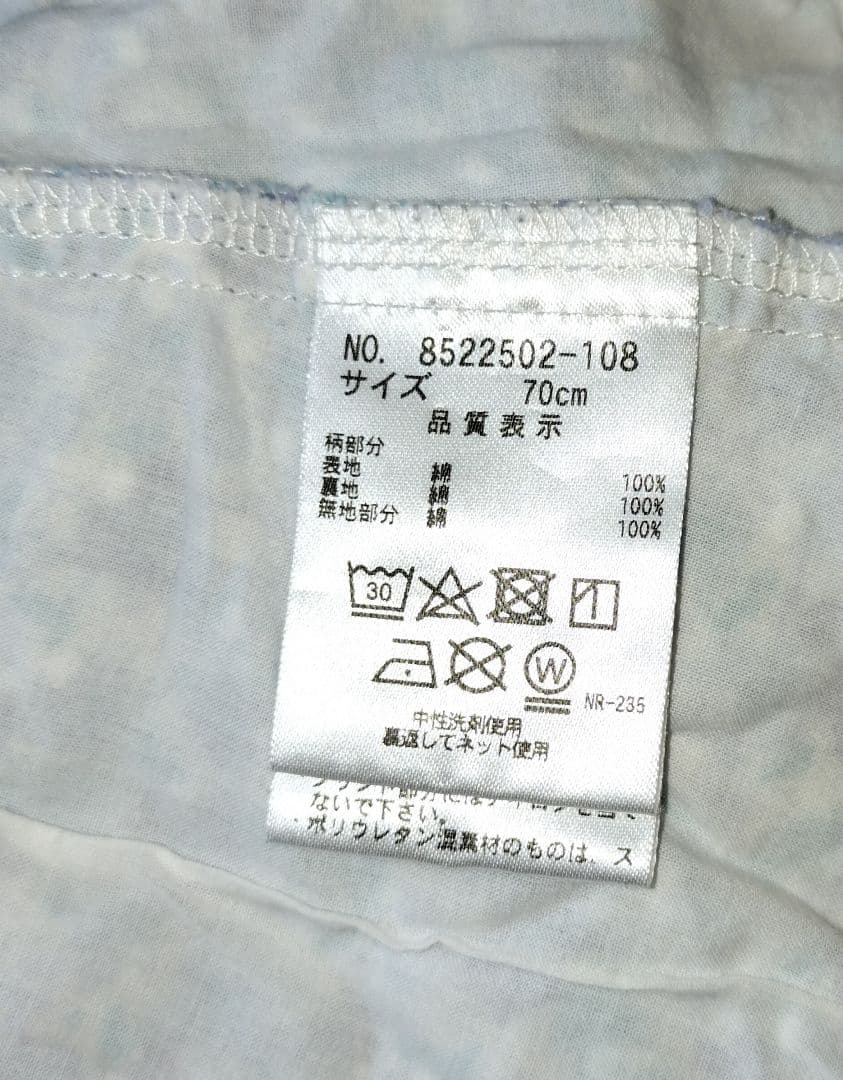 NO. 8522502-108
サイズ 70cm
品質表示
柄部分
表地 綿 100%
裏地 綿 100%
無地部分 綿 100%
30
W
NR-235
中性洗剤使用
裏返してネット使用
ないで下さい。
・ポリウレタン混素材のものは、ス